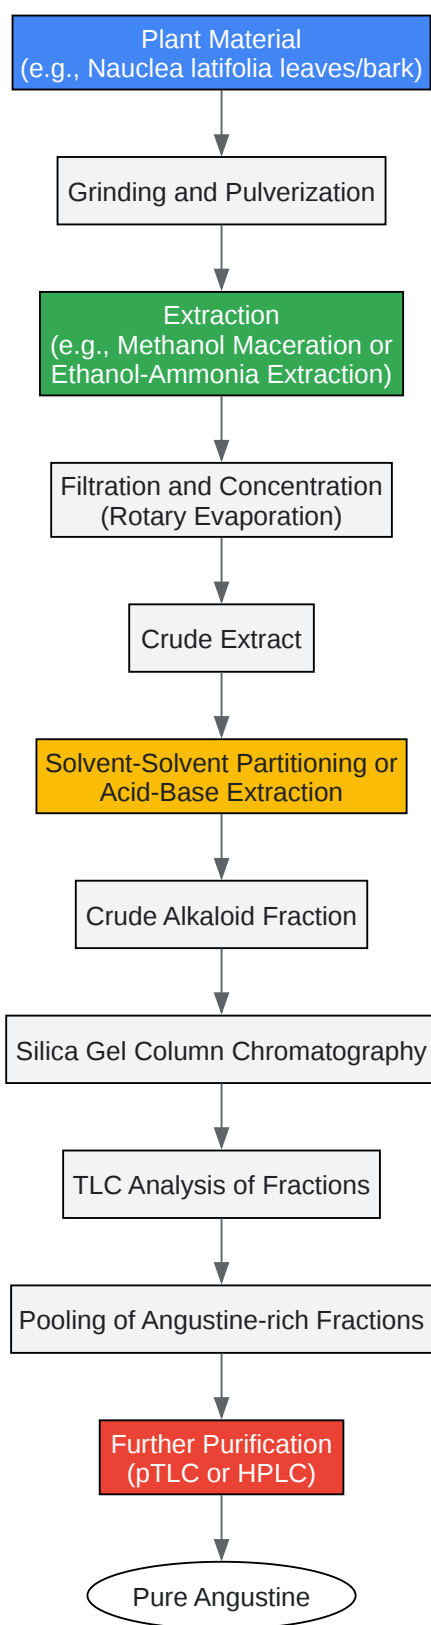 Plant Material
(e.g., Nauclea latifolia leaves/bark)
Grinding and Pulverization
Extraction
(e.g., Methanol Maceration or
Ethanol-Ammonia Extraction)
Filtration and Concentration
(Rotary Evaporation)
Crude Extract
Solvent-Solvent Partitioning or
Acid-Base Extraction
Crude Alkaloid Fraction
Silica Gel Column Chromatography
TLC Analysis of Fractions
Pooling of Angustine-rich Fractions
Further Purification
(pTLC or HPLC)
Pure Angustine